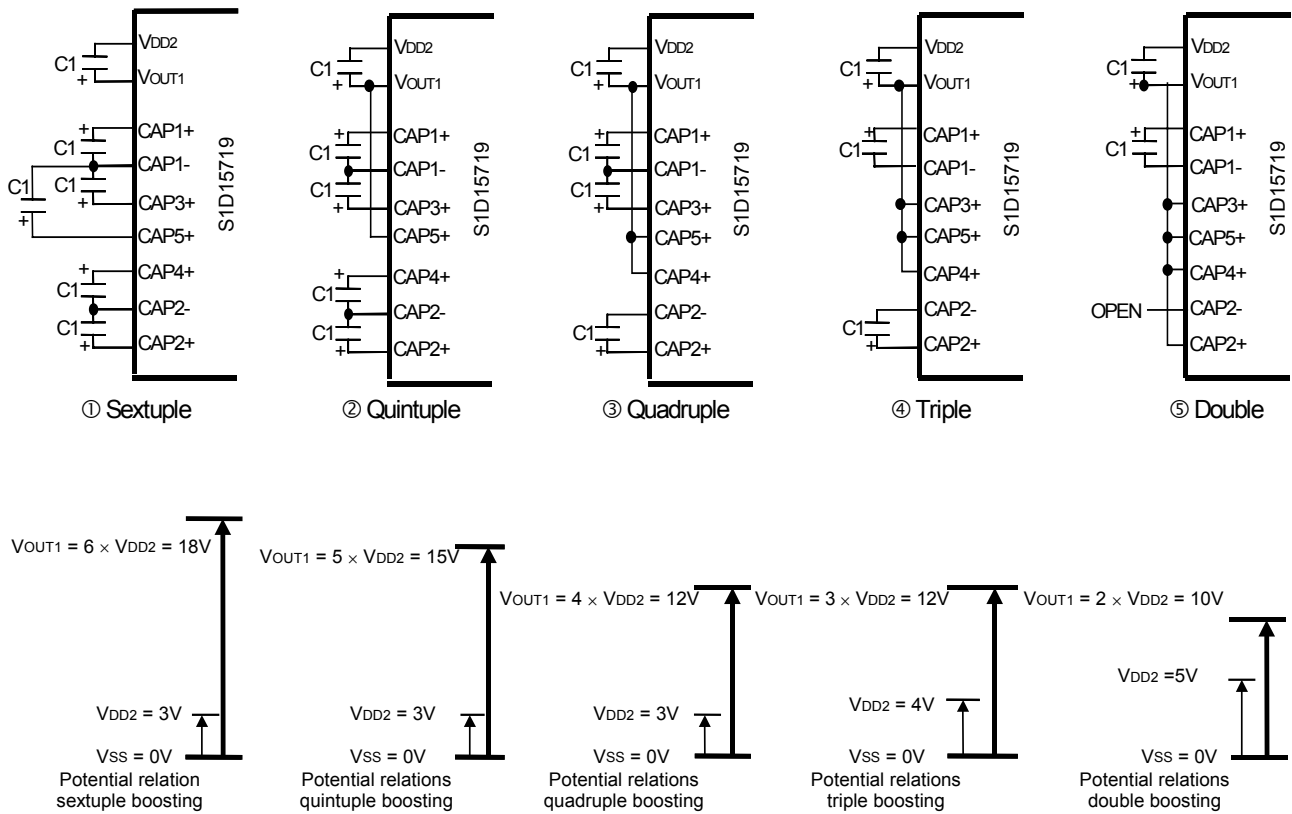 VDD2
C1
+
VOUT1
+
CAP1+
C1
CAP1-
C1
C1
+
CAP3+
+
CAP5+
+
CAP4+
C1
CAP2-
C1
+
CAP2+
S1D15719
① Sextuple
VDD2
C1
+
VOUT1
+
CAP1+
C1
CAP1-
C1
+
CAP3+
CAP5+
+
CAP4+
C1
CAP2-
C1
+
CAP2+
S1D15719
② Quintuple
VDD2
C1
+
VOUT1
+
CAP1+
C1
CAP1-
C1
+
CAP3+
CAP5+
CAP4+
CAP2-
C1
+
CAP2+
S1D15719
③ Quadruple
VDD2
C1
+
VOUT1
+
CAP1+
C1
CAP1-
CAP3+
CAP5+
CAP4+
CAP2-
C1
+
CAP2+
S1D15719
④ Triple
VDD2
C1
+
VOUT1
+
CAP1+
C1
CAP1-
CAP3+
CAP5+
CAP4+
OPEN
CAP2-
CAP2+
S1D15719
⑤ Double
VOUT1 = 6 × VDD2 = 18V
VDD2 = 3V
VSS = 0V
Potential relation
sextuple boosting
VOUT1 = 5 × VDD2 = 15V
VDD2 = 3V
VSS = 0V
Potential relations
quintuple boosting
VOUT1 = 4 × VDD2 = 12V
VDD2 = 3V
VSS = 0V
Potential relations
quadruple boosting
VOUT1 = 3 × VDD2 = 12V
VDD2 = 4V
VSS = 0V
Potential relations
triple boosting
VOUT1 = 2 × VDD2 = 10V
VDD2 =5V
VSS = 0V
Potential relations
double boosting